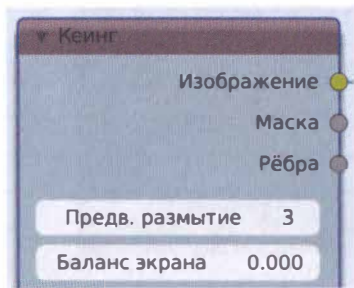 Кеинг
Изображение
Маска
Рёбра
Предв. размытие 3
Баланс экрана 0.000